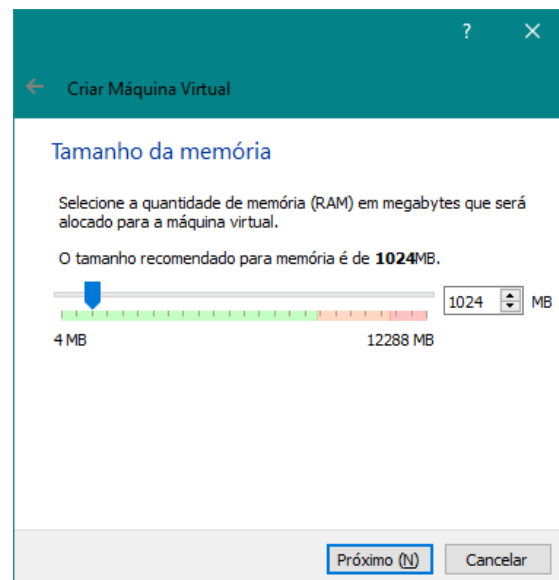 ?
Criar Máquina Virtual
Tamanho da memória
Selecione a quantidade de memória (RAM) em megabytes que será
alocado para a máquina virtual.
O tamanho recomendado para memória é de 1024MB.
1024 MB
4 MB 12288 MB
Próximo (N) Cancelar